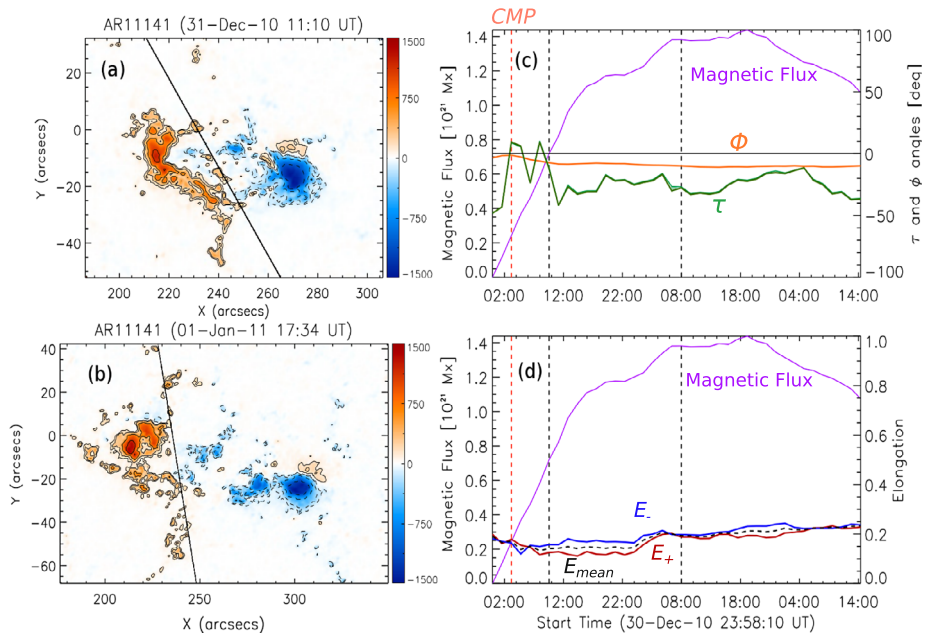 AR11141 (31-Dec-10 11:10 UT)
(a)
Y (arcsecs)
20
0
-20
-40
200 220 240 260 280 300 320
X (arcsecs)
1500
750
0
-750
-1500
AR11141 (01-Jan-11 17:34 UT)
(b)
Y (arcsecs)
40
20
0
-20
-40
-60
200 250 300
X (arcsecs)
1500
750
0
-750
-1500
CMP
(c)
Magnetic Flux
Φ
τ
Magnetic Flux [10²¹ Mx]
1.4
1.2
1.0
0.8
0.6
0.4
0.2
0.0
100
50
0
-50
-100
τ and ϕ angles [deg]
02:00 12:00 22:00 08:00 18:00 04:00 14:00
(d)
Magnetic Flux
E-
Emean
E+
Magnetic Flux [10²¹ Mx]
1.4
1.2
1.0
0.8
0.6
0.4
0.2
0.0
1.0
0.8
0.6
0.4
0.2
0.0
Elongation
02:00 12:00 22:00 08:00 18:00 04:00 14:00
Start Time (30-Dec-10 23:58:10 UT)